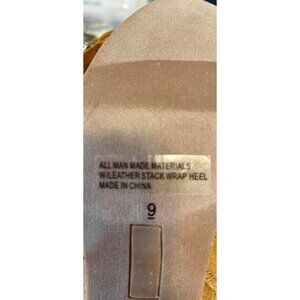 ALL MAN MADE MATERIALS
W/LEATHER STACK WRAP HEEL
MADE IN CHINA
9